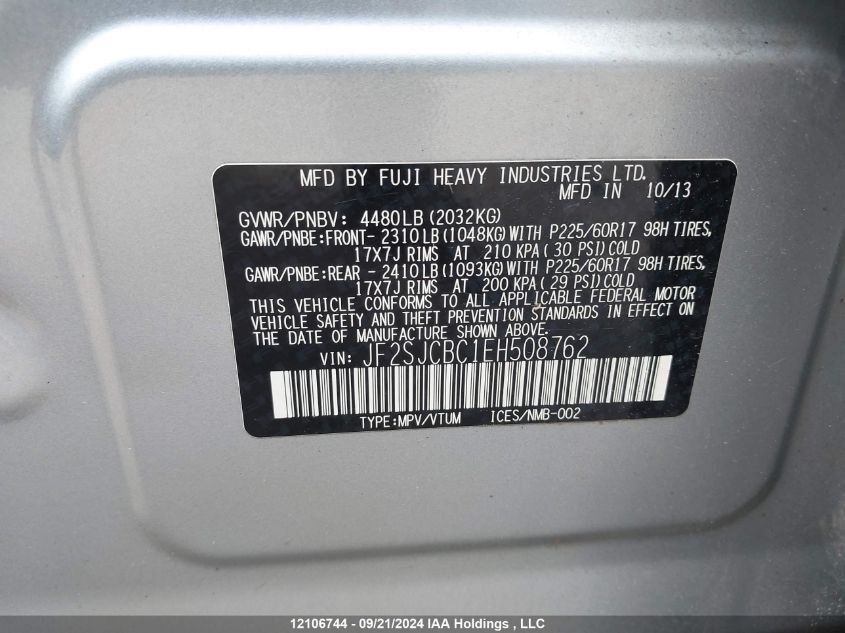 MFD BY FUJI HEAVY INDUSTRIES LTD.
MFD IN 10/13
GVWR/PNBV: 4480LB (2032KG)
GAWR/PNBE:FRONT- 2310LB (1048KG) WITH P225/60R17 98H TIRES,
17X7J RIMS AT 210 KPA ( 30 PSI) COLD
GAWR/PNBE:REAR - 2410LB (1093KG) WITH P225/60R17 98H TIRES,
17X7J RIMS AT 200 KPA ( 29 PSI) COLD
THIS VEHICLE CONFORMS TO ALL APPLICABLE FEDERAL MOTOR
VEHICLE SAFETY AND THEFT PREVENTION STANDARDS IN EFFECT ON
THE DATE OF MANUFACTURE SHOWN ABOVE.
VIN: JF2SJCBC1EH508762
TYPE:MPV/VTUM ICES/NMB-002
12106744 - 09/21/2024 IAA Holdings , LLC